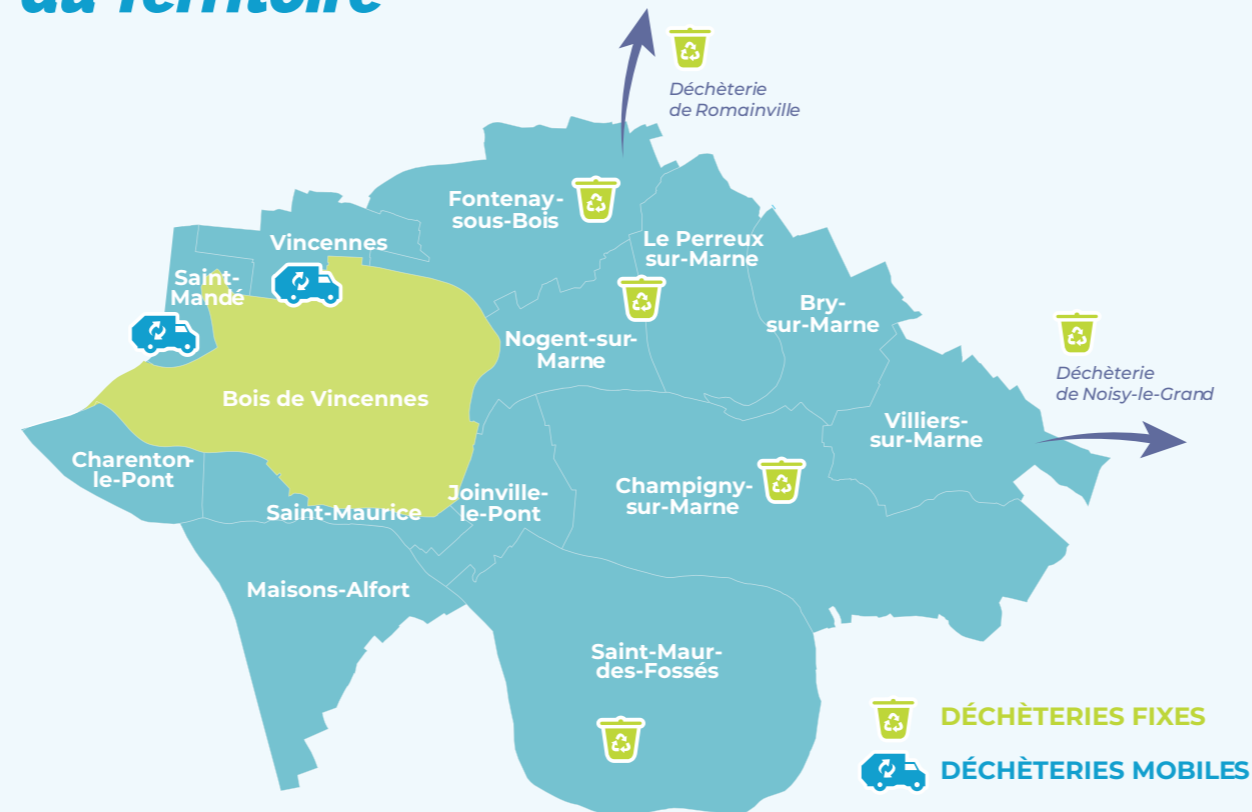 du Territoire
Déchèterie
de Romainville
Fontenay-
sous-Bois
Vincennes
Le Perreux
sur-Marne
Saint-
Mandé
Bry-
sur-Marne
Nogent-sur-
Marne
Déchèterie
de Noisy-le-Grand
Bois de Vincennes
Villiers-
sur-Marne
Charenton-
le-Pont
Joinville-
le-Pont
Champigny-
sur-Marne
Saint-Maurice
Maisons-Alfort
Saint-Maur-
des-Fossés
DÉCHÈTERIES FIXES
DÉCHÈTERIES MOBILES